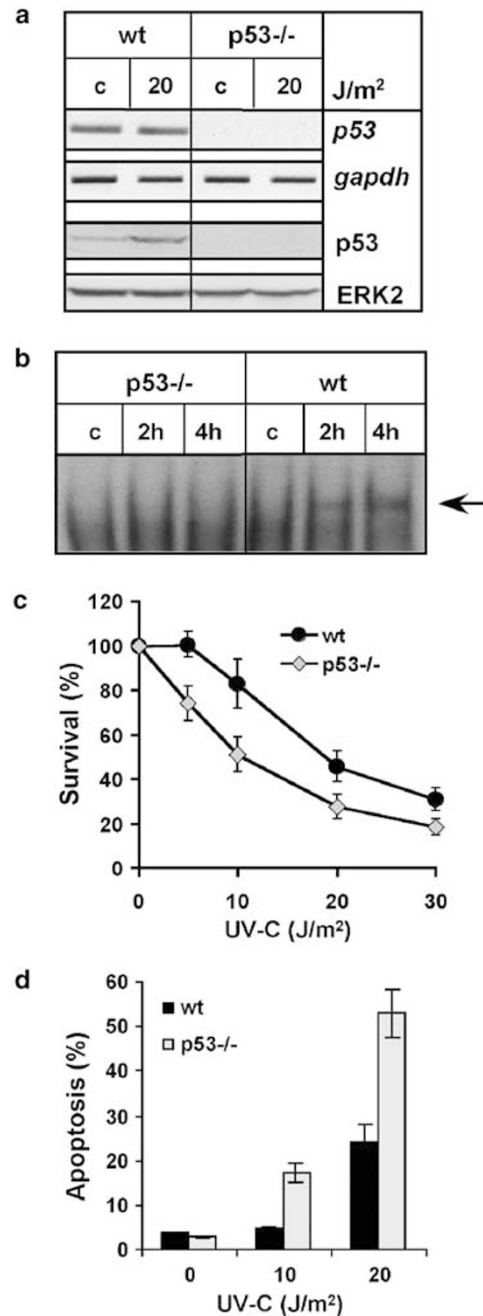 a
wt p53-/-
c 20 c 20 J/m²
p53
gapdh
p53
ERK2
b
p53-/- wt
c 2h 4h c 2h 4h
c
120
100
80
60
40
20
0
Survival (%)
wt
p53-/-
0 10 20 30
UV-C (J/m²)
d
60
50
40
30
20
10
0
Apoptosis (%)
wt
p53-/-
0 10 20
UV-C (J/m²)